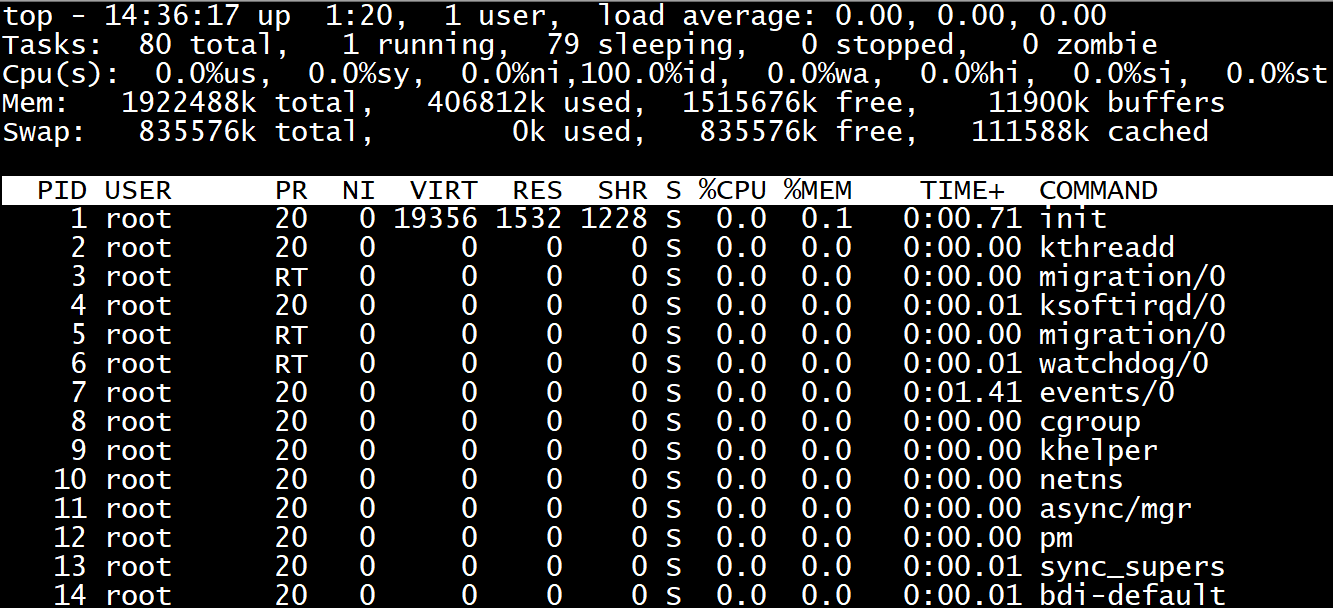 top - 14:36:17 up  1:20,  1 user,  load average: 0.00, 0.00, 0.00
Tasks:  80 total,   1 running,  79 sleeping,   0 stopped,   0 zombie
Cpu(s):  0.0%us,  0.0%sy,  0.0%ni,100.0%id,  0.0%wa,  0.0%hi,  0.0%si,  0.0%st
Mem:   1922488k total,   406812k used,  1515676k free,    11900k buffers
Swap:   835576k total,        0k used,   835576k free,   111588k cached
PID USER      PR  NI  VIRT  RES  SHR S %CPU %MEM    TIME+  COMMAND
1 root      20   0 19356 1532 1228 S  0.0  0.1   0:00.71 init
2 root      20   0     0    0    0 S  0.0  0.0   0:00.00 kthreadd
3 root      RT   0     0    0    0 S  0.0  0.0   0:00.00 migration/0
4 root      20   0     0    0    0 S  0.0  0.0   0:00.01 ksoftirqd/0
5 root      RT   0     0    0    0 S  0.0  0.0   0:00.00 migration/0
6 root      RT   0     0    0    0 S  0.0  0.0   0:00.01 watchdog/0
7 root      20   0     0    0    0 S  0.0  0.0   0:01.41 events/0
8 root      20   0     0    0    0 S  0.0  0.0   0:00.00 cgroup
9 root      20   0     0    0    0 S  0.0  0.0   0:00.00 khelper
10 root      20   0     0    0    0 S  0.0  0.0   0:00.00 netns
11 root      20   0     0    0    0 S  0.0  0.0   0:00.00 async/mgr
12 root      20   0     0    0    0 S  0.0  0.0   0:00.00 pm
13 root      20   0     0    0    0 S  0.0  0.0   0:00.01 sync_supers
14 root      20   0     0    0    0 S  0.0  0.0   0:00.01 bdi-default